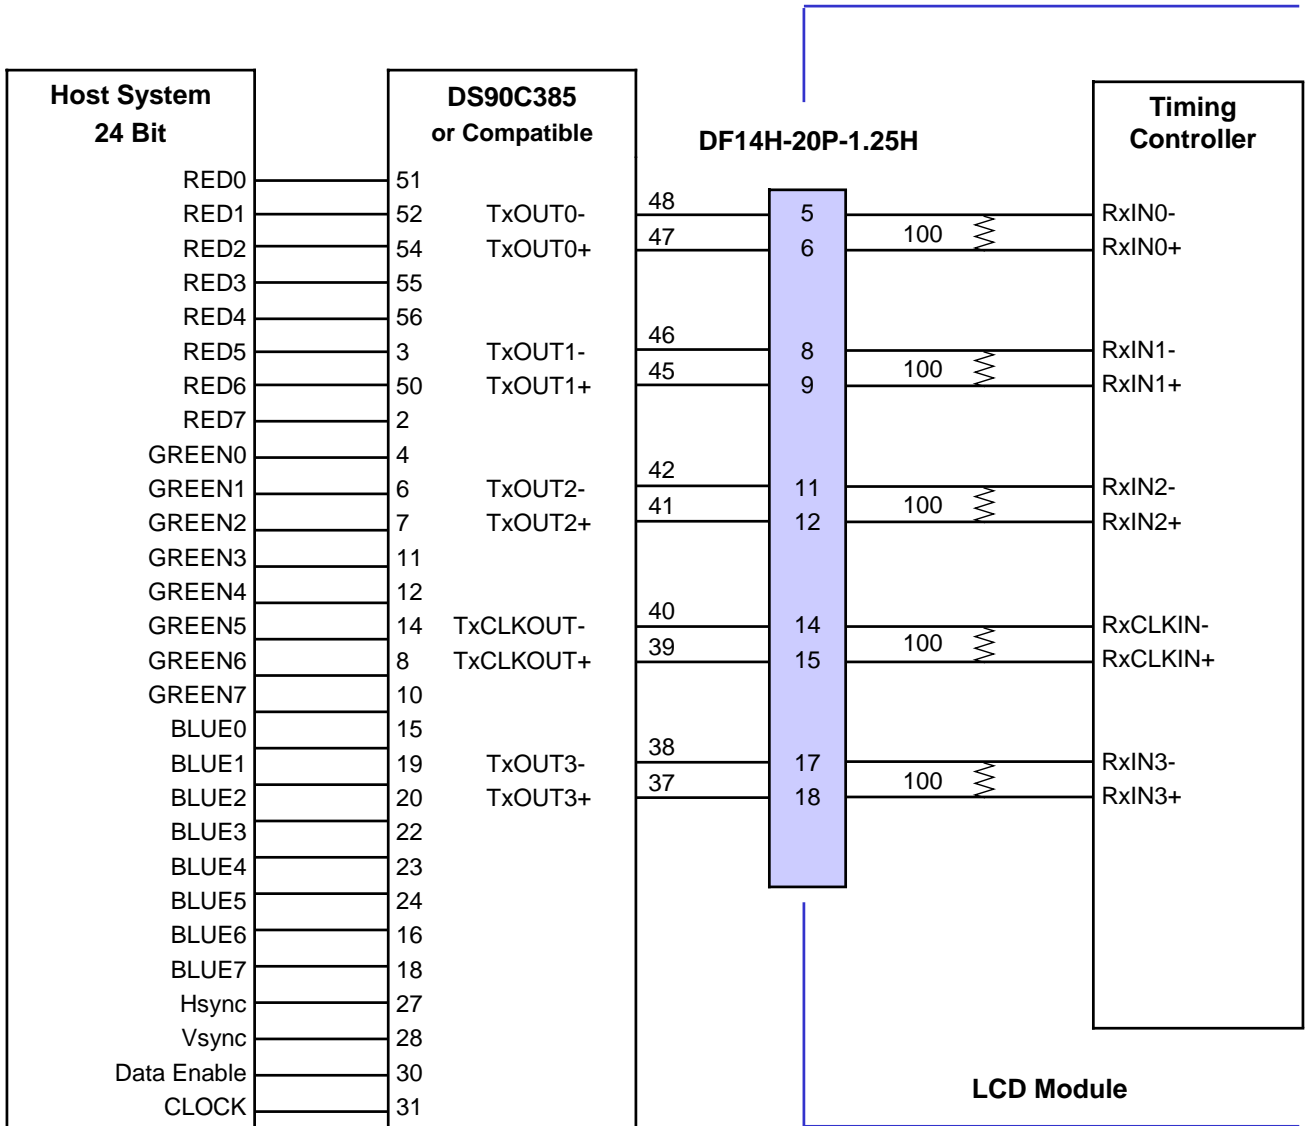 Host System
24 Bit
DS90C385
or Compatible
DF14H-20P-1.25H
Timing
Controller
RED0 51
RED1 52 TxOUT0- 48 5 RxIN0-
100
RED2 54 TxOUT0+ 47 6 RxIN0+
RED3 55
RED4 56
RED5 3 TxOUT1- 46 8 RxIN1-
100
RED6 50 TxOUT1+ 45 9 RxIN1+
RED7 2
GREEN0 4
GREEN1 6 TxOUT2- 42 11 RxIN2-
100
GREEN2 7 TxOUT2+ 41 12 RxIN2+
GREEN3 11
GREEN4 12
GREEN5 14 TxCLKOUT- 40 14 RxCLKIN-
100
GREEN6 8 TxCLKOUT+ 39 15 RxCLKIN+
GREEN7 10
BLUE0 15
BLUE1 19 TxOUT3- 38 17 RxIN3-
100
BLUE2 20 TxOUT3+ 37 18 RxIN3+
BLUE3 22
BLUE4 23
BLUE5 24
BLUE6 16
BLUE7 18
Hsync 27
Vsync 28
Data Enable 30
CLOCK 31
LCD Module